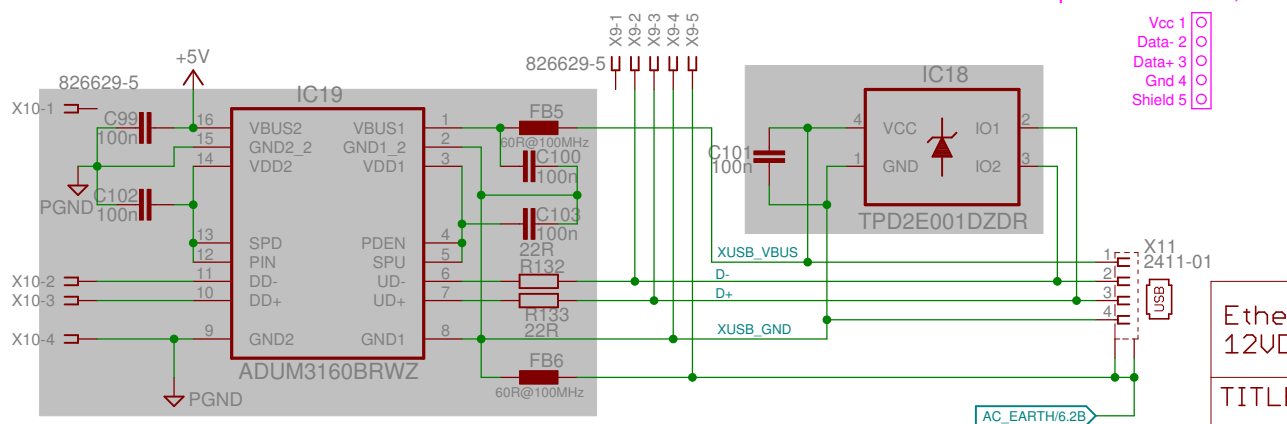 X9-1
X9-2
X9-3
X9-4
X9-5
826629-5
Vcc 1
Data- 2
Data+ 3
Gnd 4
Shield 5
+5V
826629-5
X10-1
C99
100n
PGND
C102
100n
X10-2
X10-3
X10-4
PGND
IC19
16 VBUS2 VBUS1 1
15 GND2_2 GND1_2 2
14 VDD2 VDD1 3
13 SPD PDEN 4
12 PIN SPU 5
11 DD- UD- 6
10 DD+ UD+ 7
9 GND2 GND1 8
ADUM3160BRWZ
FB5
60R@100MHz
C100
100n
C103
100n
22R
R132
R133
22R
FB6
60R@100MHz
IC18
C101
100n
4 VCC IO1 2
1 GND IO2 3
TPD2E001DZDR
XUSB_VBUS
D-
D+
XUSB_GND
X11
2411-01
1
2
3
4
USB
AC_EARTH/6.2B
Ethe
12VD
TITL